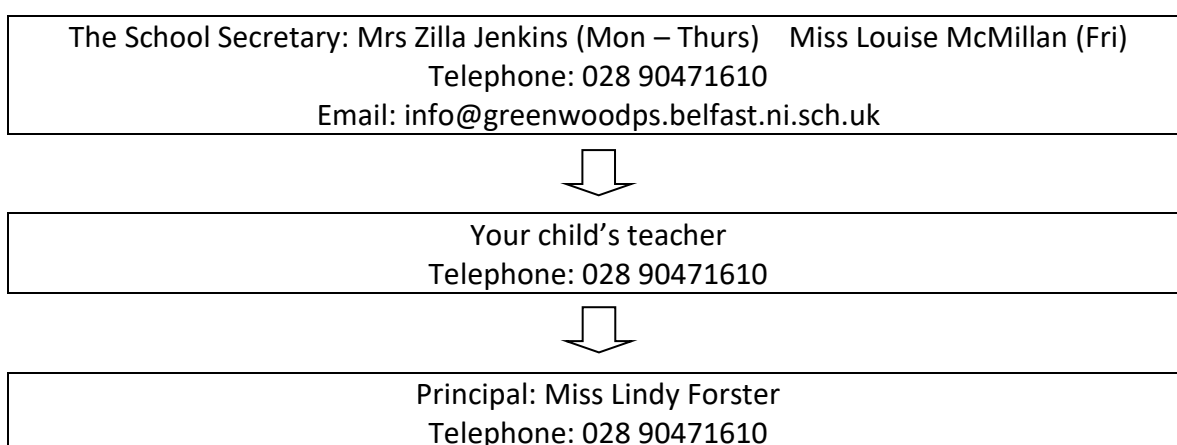 The School Secretary: Mrs Zilla Jenkins (Mon – Thurs)    Miss Louise McMillan (Fri)
Telephone: 028 90471610
Email: info@greenwoodps.belfast.ni.sch.uk
Your child’s teacher
Telephone: 028 90471610
Principal: Miss Lindy Forster
Telephone: 028 90471610